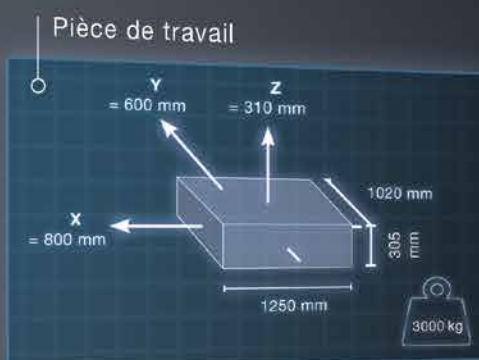 Pièce de travail
Y
= 600 mm
Z
= 310 mm
1020 mm
X
= 800 mm
305
mm
1250 mm
3000 kg